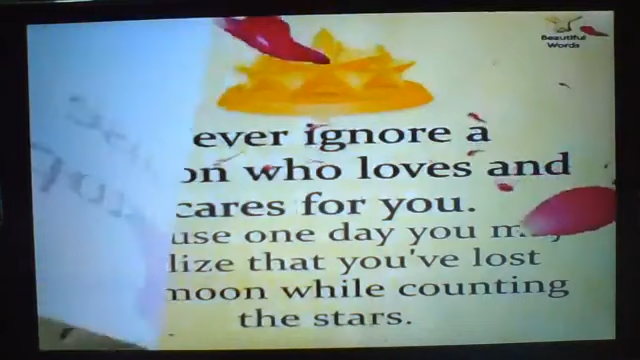 Beautiful
Words
ever ignore a
on who loves and
cares for you.
use one day you
lize that you've lost
moon while counting
the stars.